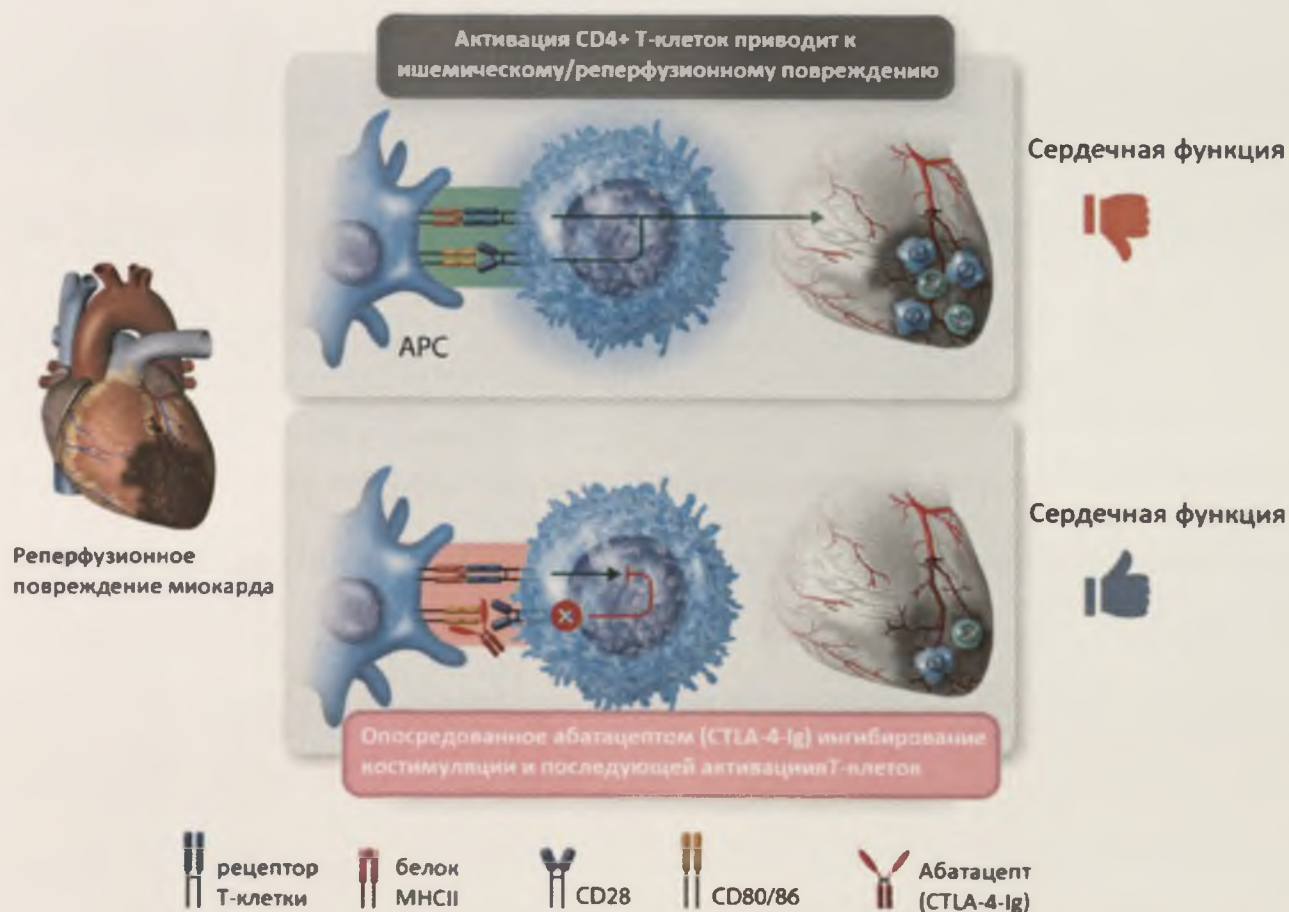 Активация CD4+ Т-клеток приводит к
ишемическому/реперфузионному повреждению
Сердечная функция
APC
Реперфузионное
повреждение миокарда
Сердечная функция
Опосредованное абатацептом (CTLA-4-Ig) ингибирование
костимуляции и последующей активациияТ-клеток
рецептор
Т-клетки
белок
MHCII
CD28
CD80/86
Абатацепт
(CTLA-4-Ig)